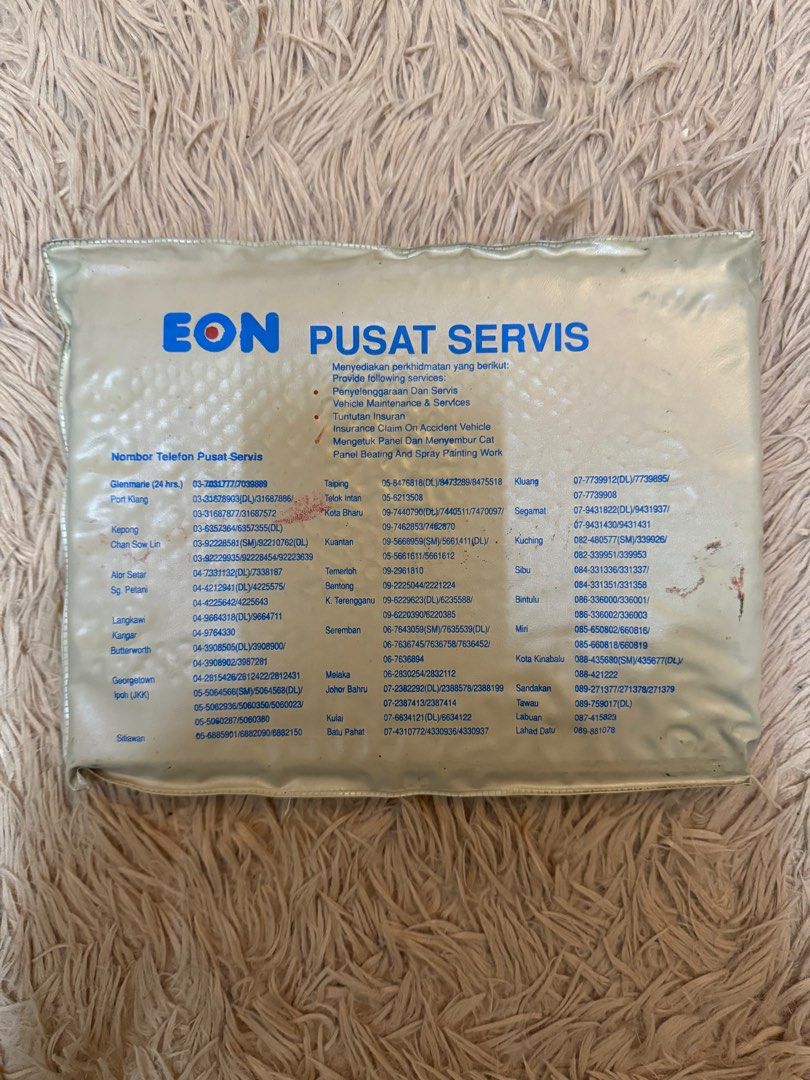 EON PUSAT SERVIS
Menyediakan perkhidmatan yang berikut:
Provide following services:
• Penyelenggaraan Dan Servis
Vehicle Maintenance & Services
• Tuntutan Insuran
Insurance Claim On Accident Vehicle
Mengetuk Panel Dan Menyembur Cat
Panel Beating And Spray Painting Work
Nombor Telefon Pusat Servis
Glenmarie (24 hrs.) 03-7031777/7039889
Port Klang 03-31678903(DL)/31687886/
03-31687877/31687572
Kepong 03-6357364/6357355(DL)
Chan Sow Lin 03-92228581(SM)/92210762(DL)
03-92229935/92228454/92223639
Alor Setar 04-7331132(DL)/7338187
Sg. Petani 04-4212941(DL)/4225575/
04-4225642/4225643
Langkawi 04-9664318(DL)/9664711
Kangar 04-9764330
Butterworth 04-3908505(DL)/3908900/
04-3908902/3987281
Georgetown 04-2815426/2812422/2812431
Ipoh (JKK) 05-5064566(SM)/5064568(DL)/
05-5062936/5060350/5060023/
05-5060287/5060360
Sitiawan 05-6885901/6882090/6882150
Taiping 05-8476818(DL)/8473289/8475518
Telok Intan 05-6213508
Kota Bharu 09-7440790(DL)/7440511/7470097/
09-7462853/7462870
Kuantan 09-5668959(SM)/5661411(DL)/
05-5661611/5661612
Temerloh 09-2961810
Bentong 09-2225044/2221224
K. Terengganu 09-6229623(DL)/6235588/
09-6220390/6220385
Seremban 06-7643059(SM)/7635539(DL)/
06-7636745/7636758/7636452/
06-7636894
Melaka 06-2830254/2832112
Johor Bahru 07-2382292(DL)/2388578/2388199
07-2387413/2387414
Kulai 07-6634121(DL)/6634122
Batu Pahat 07-4310772/4330936/4330937
Kluang 07-7739912(DL)/7739895/
07-7739908
Segamat 07-9431822(DL)/9431937/
07-9431430/9431431
Kuching 082-480577(SM)/339926/
082-339951/339953
Sibu 084-331336/331337/
084-331351/331358
Bintulu 086-336000/336001/
086-336002/336003
Miri 085-650802/660816/
085-660818/660819
Kota Kinabalu 088-435680(SM)/435677(DL)/
088-421222
Sandakan 089-271377/271378/271379
Tawau 089-759017(DL)
Labuan 087-415823
Lahad Datu 089-881078